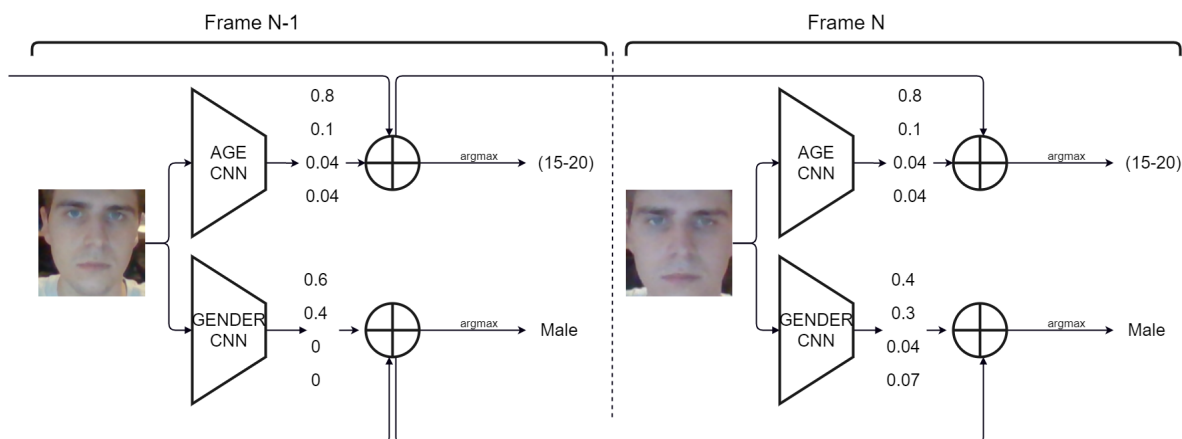 Frame N-1
Frame N
0.8
0.1
AGE
CNN
0.04
argmax
(15-20)
0.04
0.8
0.1
AGE
CNN
0.04
argmax
(15-20)
0.04
0.6
0.4
GENDER
CNN
argmax
Male
0
0
0.4
0.3
GENDER
CNN
argmax
Male
0.04
0.07